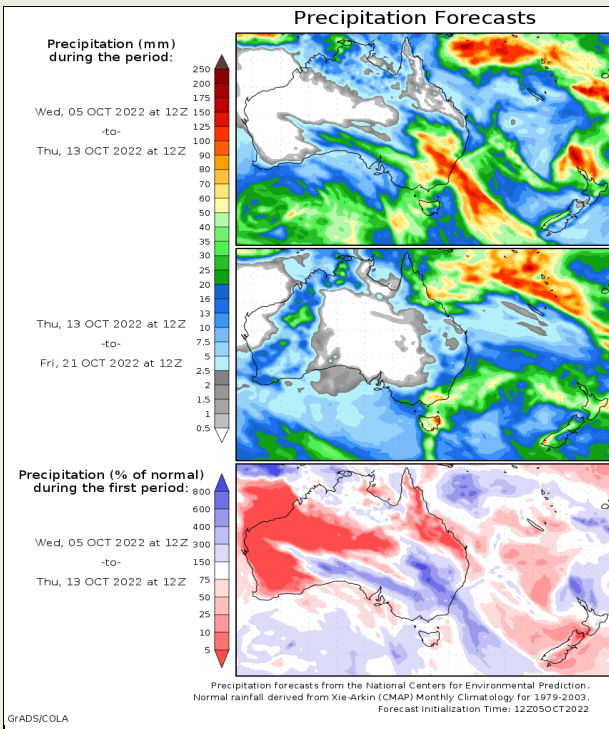 Precipitation Forecasts
Precipitation (mm)
during the period:
Wed, 05 OCT 2022 at 12Z
-to-
Thu, 13 OCT 2022 at 12Z
250
200
175
150
125
100
90
80
70
60
50
40
35
30
25
20
16
13
10
7.5
5
2.5
2
1.5
1
0.5
Thu, 13 OCT 2022 at 12Z
-to-
Fri, 21 OCT 2022 at 12Z
Precipitation (% of normal)
during the first period:
Wed, 05 OCT 2022 at 12Z
-to-
Thu, 13 OCT 2022 at 12Z
800
600
400
300
150
75
50
25
10
5
Precipitation forecasts from the National Centers for Environmental Prediction.
Normal rainfall derived from Xie-Arkin (CMAP) Monthly Climatology for 1979-2003.
Forecast Initialization Time: 12Z05OCT2022
GrADS/COLA